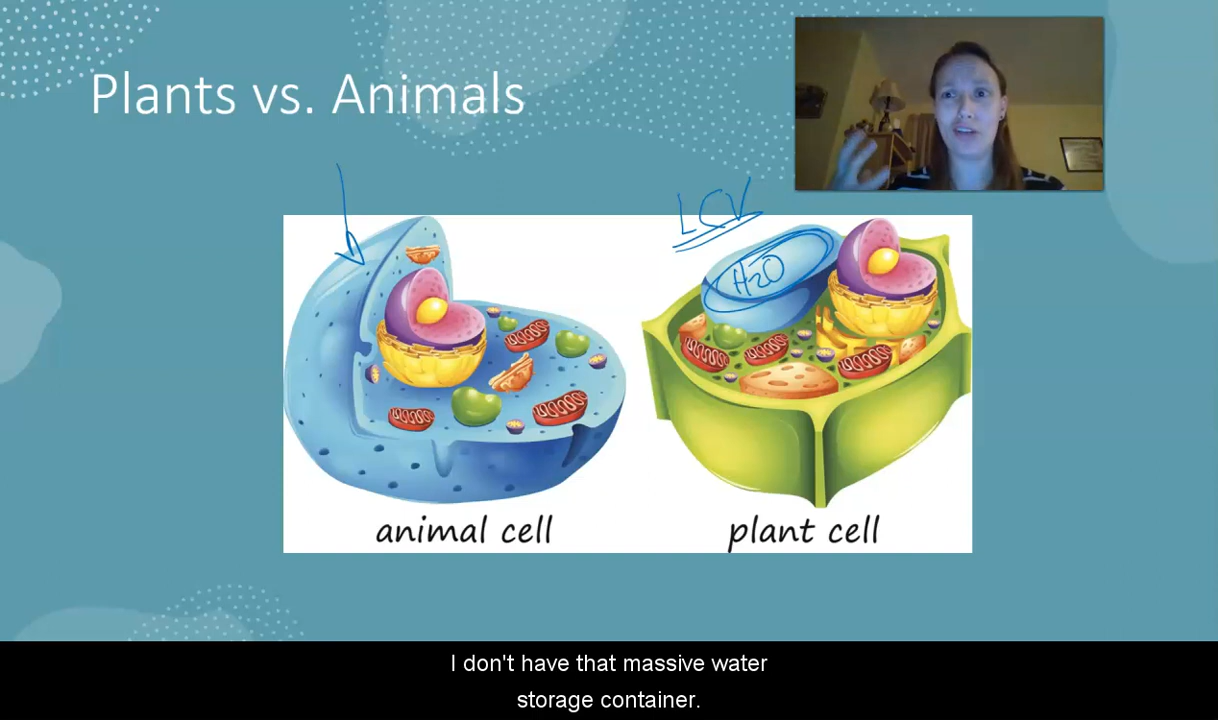 Plants vs. Animals
LCV
H2O
animal cell
plant cell
I don't have that massive water
storage container.